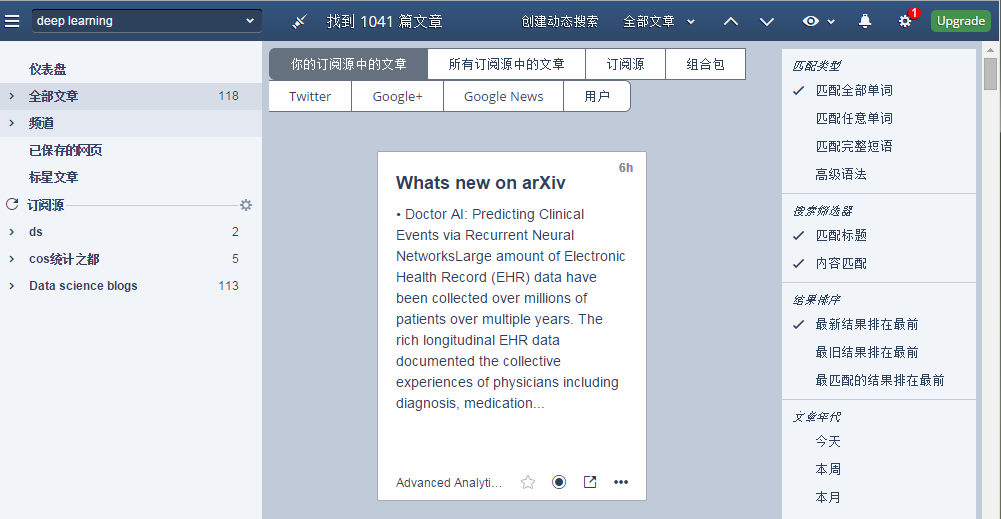 deep learning
找到 1041 篇文章
创建动态搜索
全部文章
1
Upgrade
仪表盘
全部文章 118
频道
已保存的网页
标星文章
订阅源
ds 2
cos统计之都 5
Data science blogs 113
你的订阅源中的文章
所有订阅源中的文章
订阅源
组合包
Twitter
Google+
Google News
用户
6h
Whats new on arXiv
• Doctor AI: Predicting Clinical
Events via Recurrent Neural
NetworksLarge amount of Electronic
Health Record (EHR) data have
been collected over millions of
patients over multiple years. The
rich longitudinal EHR data
documented the collective
experiences of physicians including
diagnosis, medication...
Advanced Analyti...
匹配类型
匹配全部单词
匹配任意单词
匹配完整短语
高级语法
搜索筛选器
匹配标题
内容匹配
结果排序
最新结果排在最前
最旧结果排在最前
最匹配的结果排在最前
文章年代
今天
本周
本月